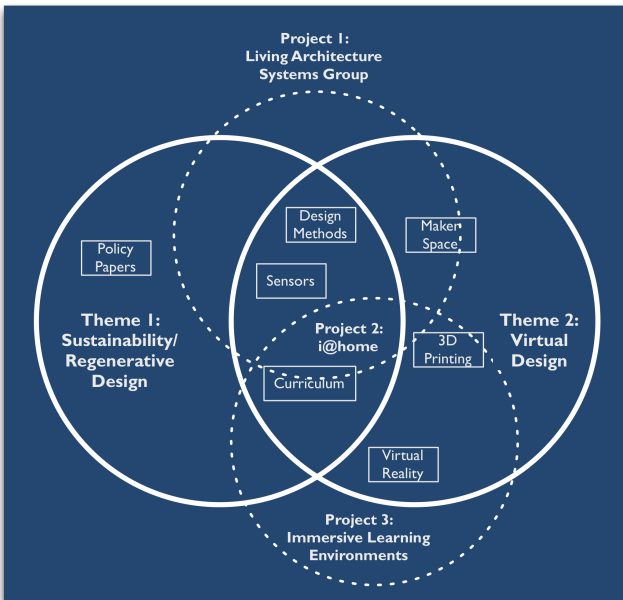 Project 1:
Living Architecture
Systems Group
Design
Methods
Maker
Space
Policy
Papers
Sensors
Theme 1:
Sustainability/
Regenerative
Design
Project 2:
i@home
3D
Printing
Theme 2:
Virtual
Design
Curriculum
Virtual
Reality
Project 3:
Immersive Learning
Environments